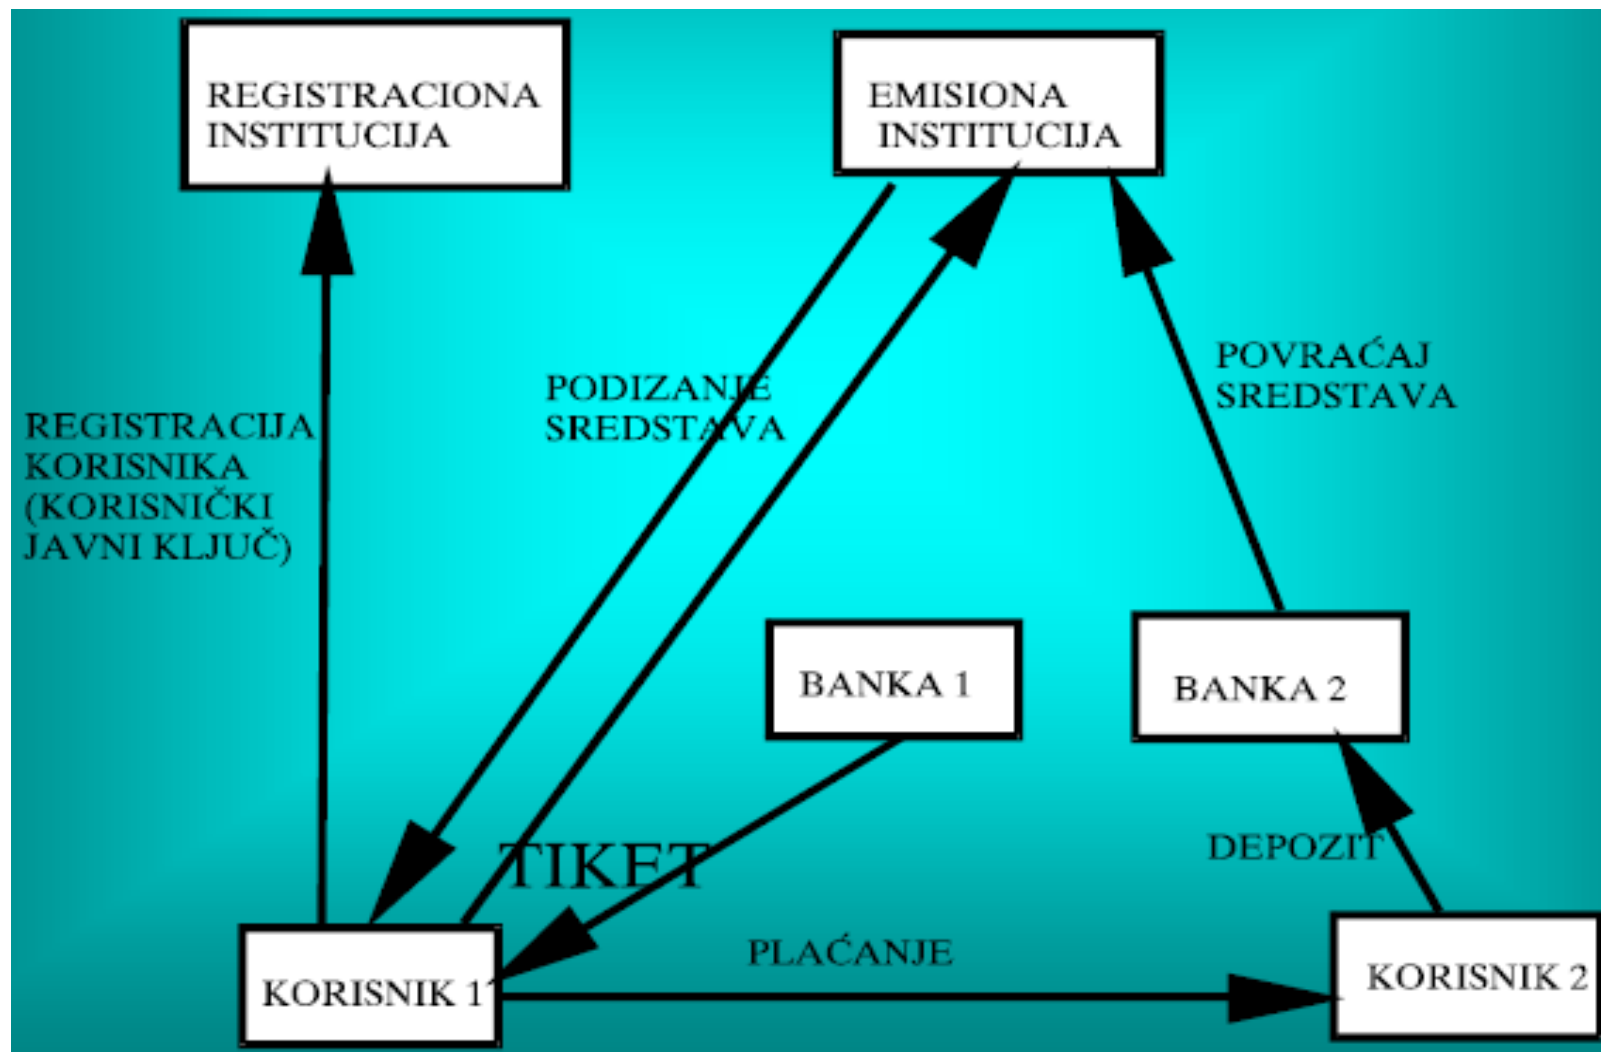 REGISTRACIONA
INSTITUCIJA
EMISIONA
INSTITUCIJA
POVRAĆAJ
SREDSTAVA
PODIZANJE
SREDSTAVA
REGISTRACIJA
KORISNIKA
(KORISNIČKI
JAVNI KLJUČ)
BANKA 1
BANKA 2
TIKET
DEPOZIT
PLAĆANJE
KORISNIK 1
KORISNIK 2